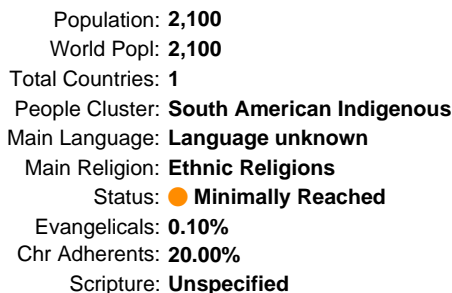 Population: 2,100
World Popl: 2,100
Total Countries: 1
People Cluster: South American Indigenous
Main Language: Language unknown
Main Religion: Ethnic Religions
Status: Minimally Reached
Evangelicals: 0.10%
Chr Adherents: 20.00%
Scripture: Unspecified